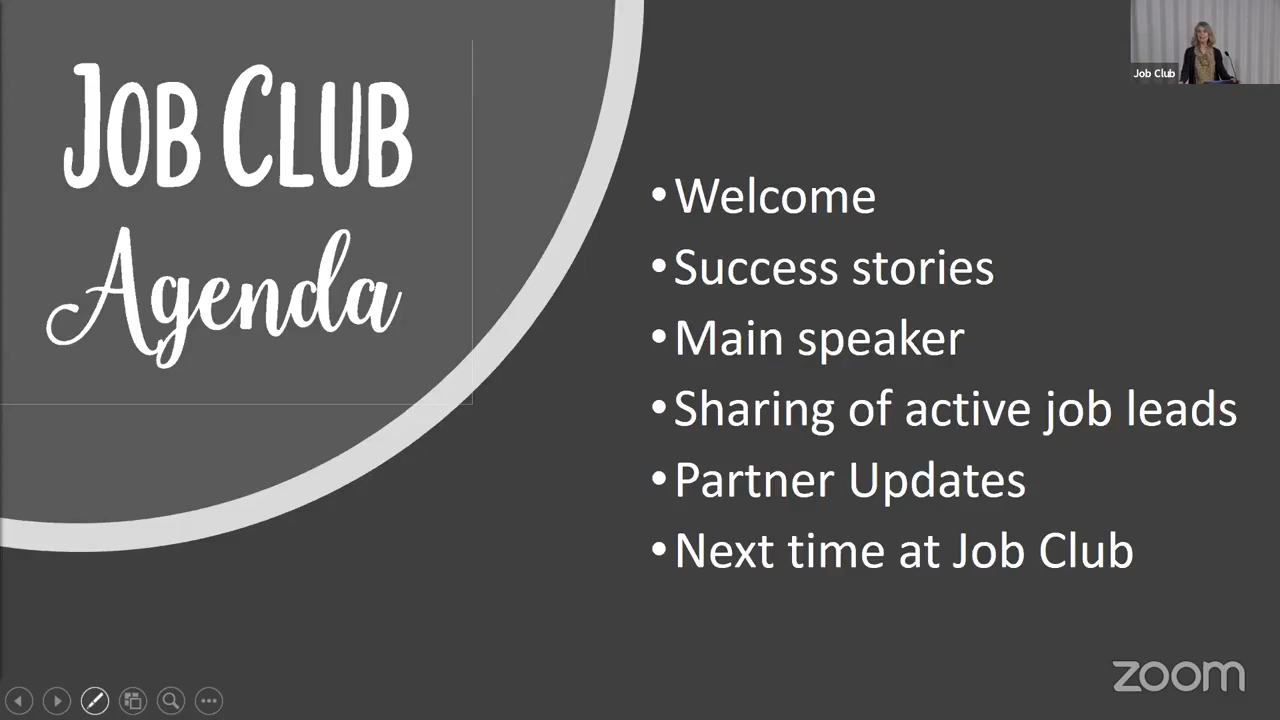 JOB CLUB
Agenda
Job Club
•Welcome
•Success stories
•Main speaker
•Sharing of active job leads
•Partner Updates
•Next time at Job Club
zoom